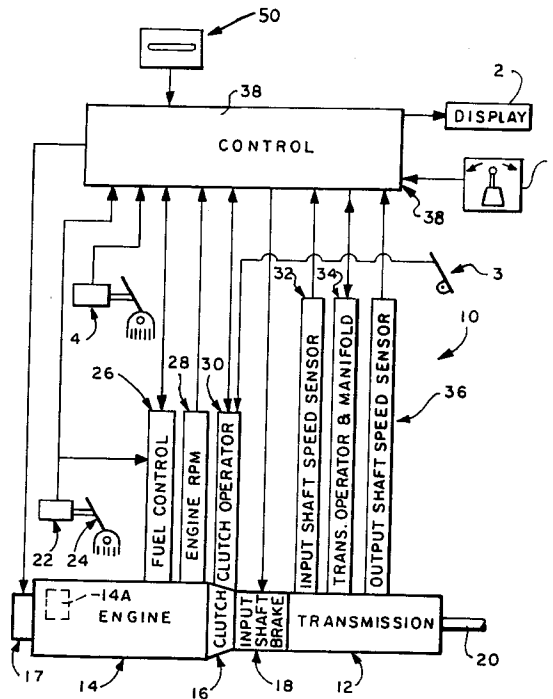 50
2
38
DISPLAY
CONTROL
38
3
32
34
4
10
26
28
30
36
FUEL CONTROL
ENGINE RPM
CLUTCH OPERATOR
INPUT SHAFT SPEED SENSOR
TRANS. OPERATOR & MANIFOLD
OUTPUT SHAFT SPEED SENSOR
22
24
14A
ENGINE
CLUTCH
INPUT
SHAFT
BRAKE
TRANSMISSION
17
14
16
18
12
20